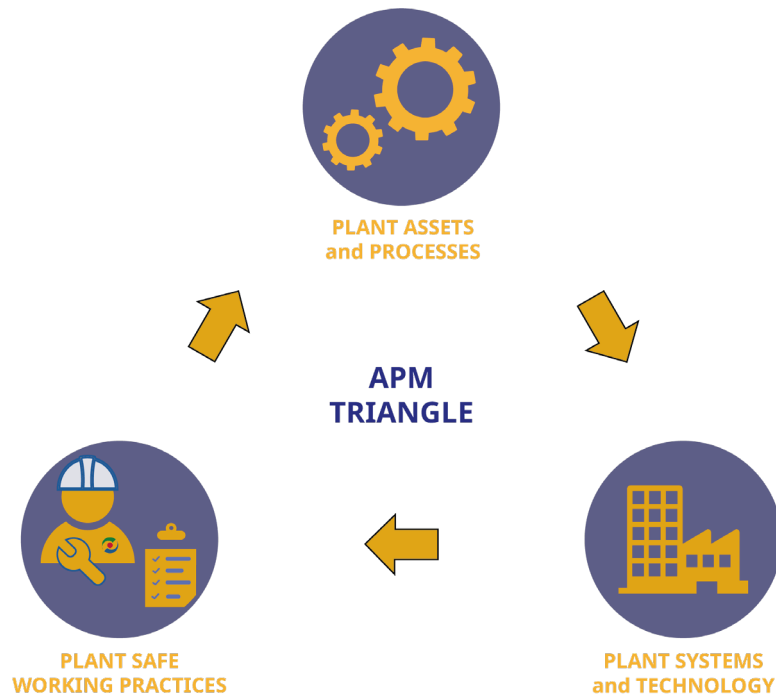 PLANT ASSETS
and PROCESSES
APM
TRIANGLE
PLANT SAFE
WORKING PRACTICES
PLANT SYSTEMS
and TECHNOLOGY